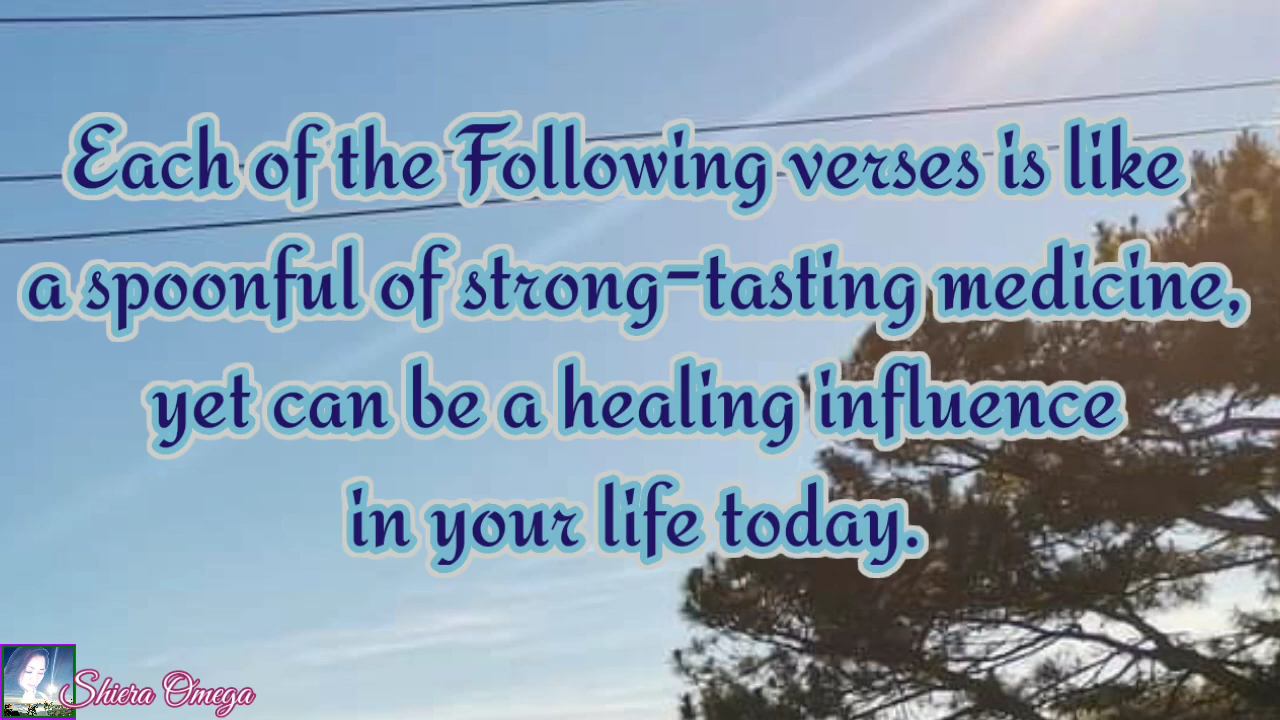 Each of the Following verses is like
a spoonful of strong-tasting medicine,
yet can be a healing influence
in your life today.
Shiera O'mega